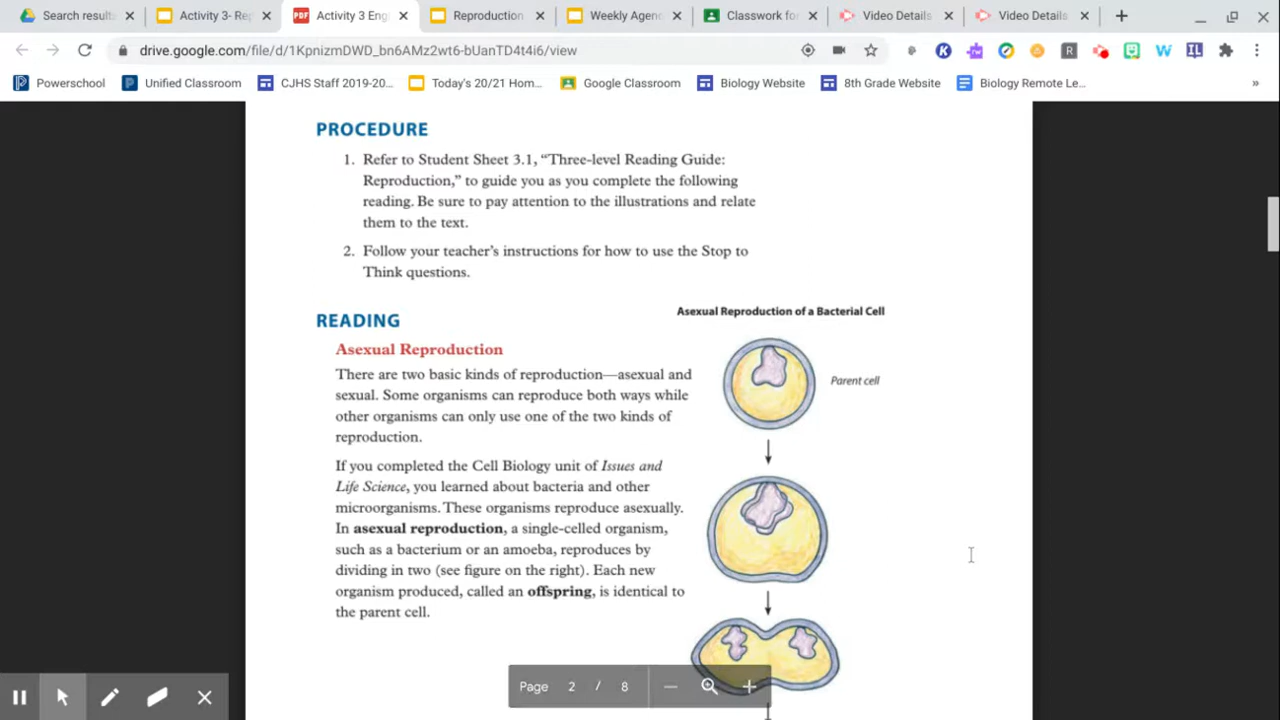 Search results
Activity 3- Rep
PDF
Activity 3 Eng
Reproduction
Weekly Agend
Classwork for
Video Details
Video Details
drive.google.com/file/d/1KpnizmDWD_bn6AMz2wt6-bUanTD4t4i6/view
Powerschool
Unified Classroom
CJHS Staff 2019-20...
Today's 20/21 Hom...
Google Classroom
Biology Website
8th Grade Website
Biology Remote Le...
»
PROCEDURE
1. Refer to Student Sheet 3.1, “Three-level Reading Guide:
Reproduction,” to guide you as you complete the following
reading. Be sure to pay attention to the illustrations and relate
them to the text.
2. Follow your teacher’s instructions for how to use the Stop to
Think questions.
READING
Asexual Reproduction
There are two basic kinds of reproduction—asexual and
sexual. Some organisms can reproduce both ways while
other organisms can only use one of the two kinds of
reproduction.
If you completed the Cell Biology unit of Issues and
Life Science, you learned about bacteria and other
microorganisms. These organisms reproduce asexually.
In asexual reproduction, a single-celled organism,
such as a bacterium or an amoeba, reproduces by
dividing in two (see figure on the right). Each new
organism produced, called an offspring, is identical to
the parent cell.
Asexual Reproduction of a Bacterial Cell
Parent cell
Page 2 / 8